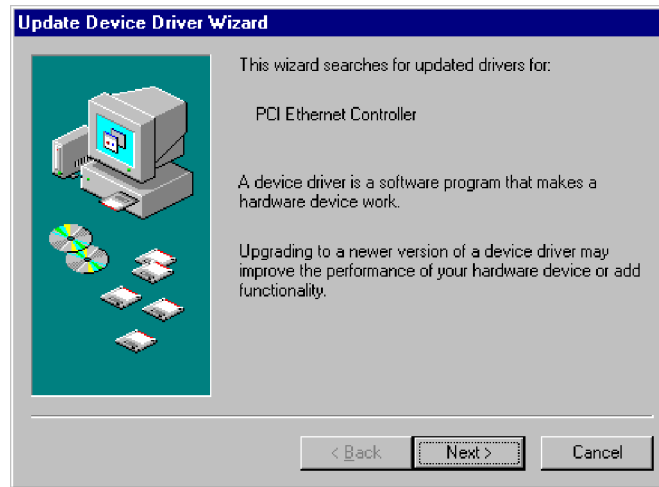 Update Device Driver Wizard
This wizard searches for updated drivers for:
PCI Ethernet Controller
A device driver is a software program that makes a
hardware device work.
Upgrading to a newer version of a device driver may
improve the performance of your hardware device or add
functionality.
< Back
Next >
Cancel